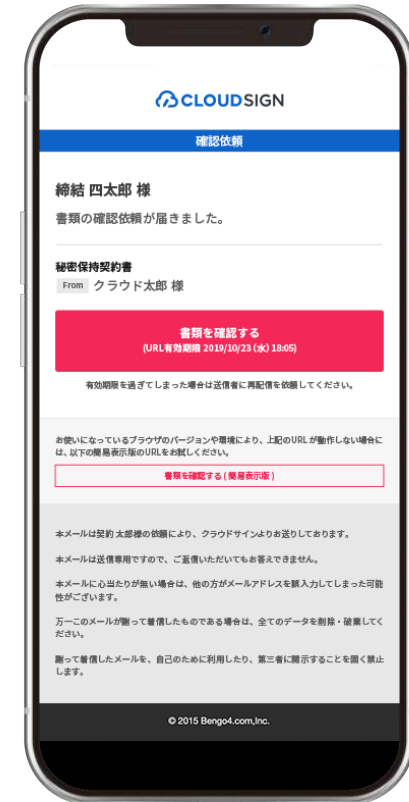 CLOUDSIGN
確認依頼
締結 四太郎 様
書類の確認依頼が届きました。
秘密保持契約書
From クラウド太郎 様
書類を確認する
(URL有効期限 2019/10/23 (水) 18:05)
有効期限を過ぎてしまった場合は送信者に再配信を依頼してください。
お使いになっているブラウザのバージョンや環境により、上記のURLが動作しない場合に
は、以下の簡易表示版のURLをお試しください。
書類を確認する ( 簡易表示版 )
本メールは契約 太郎様の依頼により、クラウドサインよりお送りしております。
本メールは送信専用ですので、ご返信いただいてもお答えできません。
本メールに心当たりが無い場合は、他の方がメールアドレスを誤入力してしまった可能
性がございます。
万一このメールが誤って着信したものである場合は、全てのデータを削除・破棄してく
ださい。
誤って着信したメールを、自己のために利用したり、第三者に開示することを固く禁止
します。
© 2015 Bengo4.com,Inc.